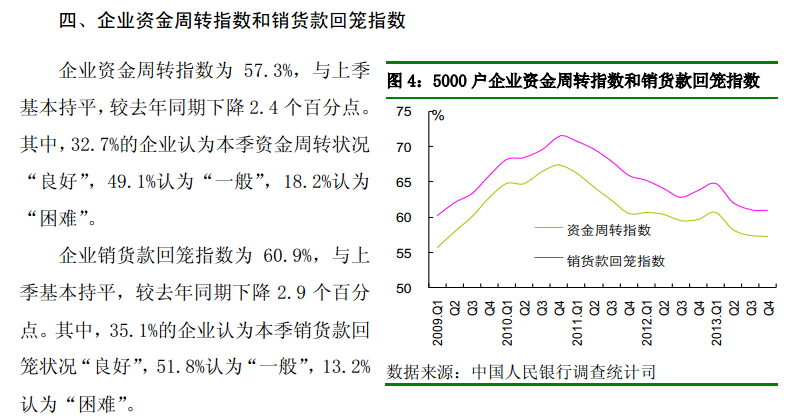 四、企业资金周转指数和销货款回笼指数
企业资金周转指数为 57.3%，与上季
基本持平，较去年同期下降 2.4 个百分点。
其中，32.7%的企业认为本季资金周转状况
“良好”，49.1%认为“一般”，18.2%认为
“困难”。
企业销货款回笼指数为 60.9%，与上
季基本持平，较去年同期下降 2.9 个百分
点。其中，35.1%的企业认为本季销货款回
笼状况“良好”，51.8%认为“一般”，13.2%
认为“困难”。
图 4：5000 户企业资金周转指数和销货款回笼指数
%
75
70
65
60
55
50
资金周转指数
销货款回笼指数
2009.Q1
Q2
Q3
Q4
2010.Q1
Q2
Q3
Q4
2011.Q1
Q2
Q3
Q4
2012.Q1
Q2
Q3
Q4
2013.Q1
Q2
Q3
Q4
数据来源：中国人民银行调查统计司